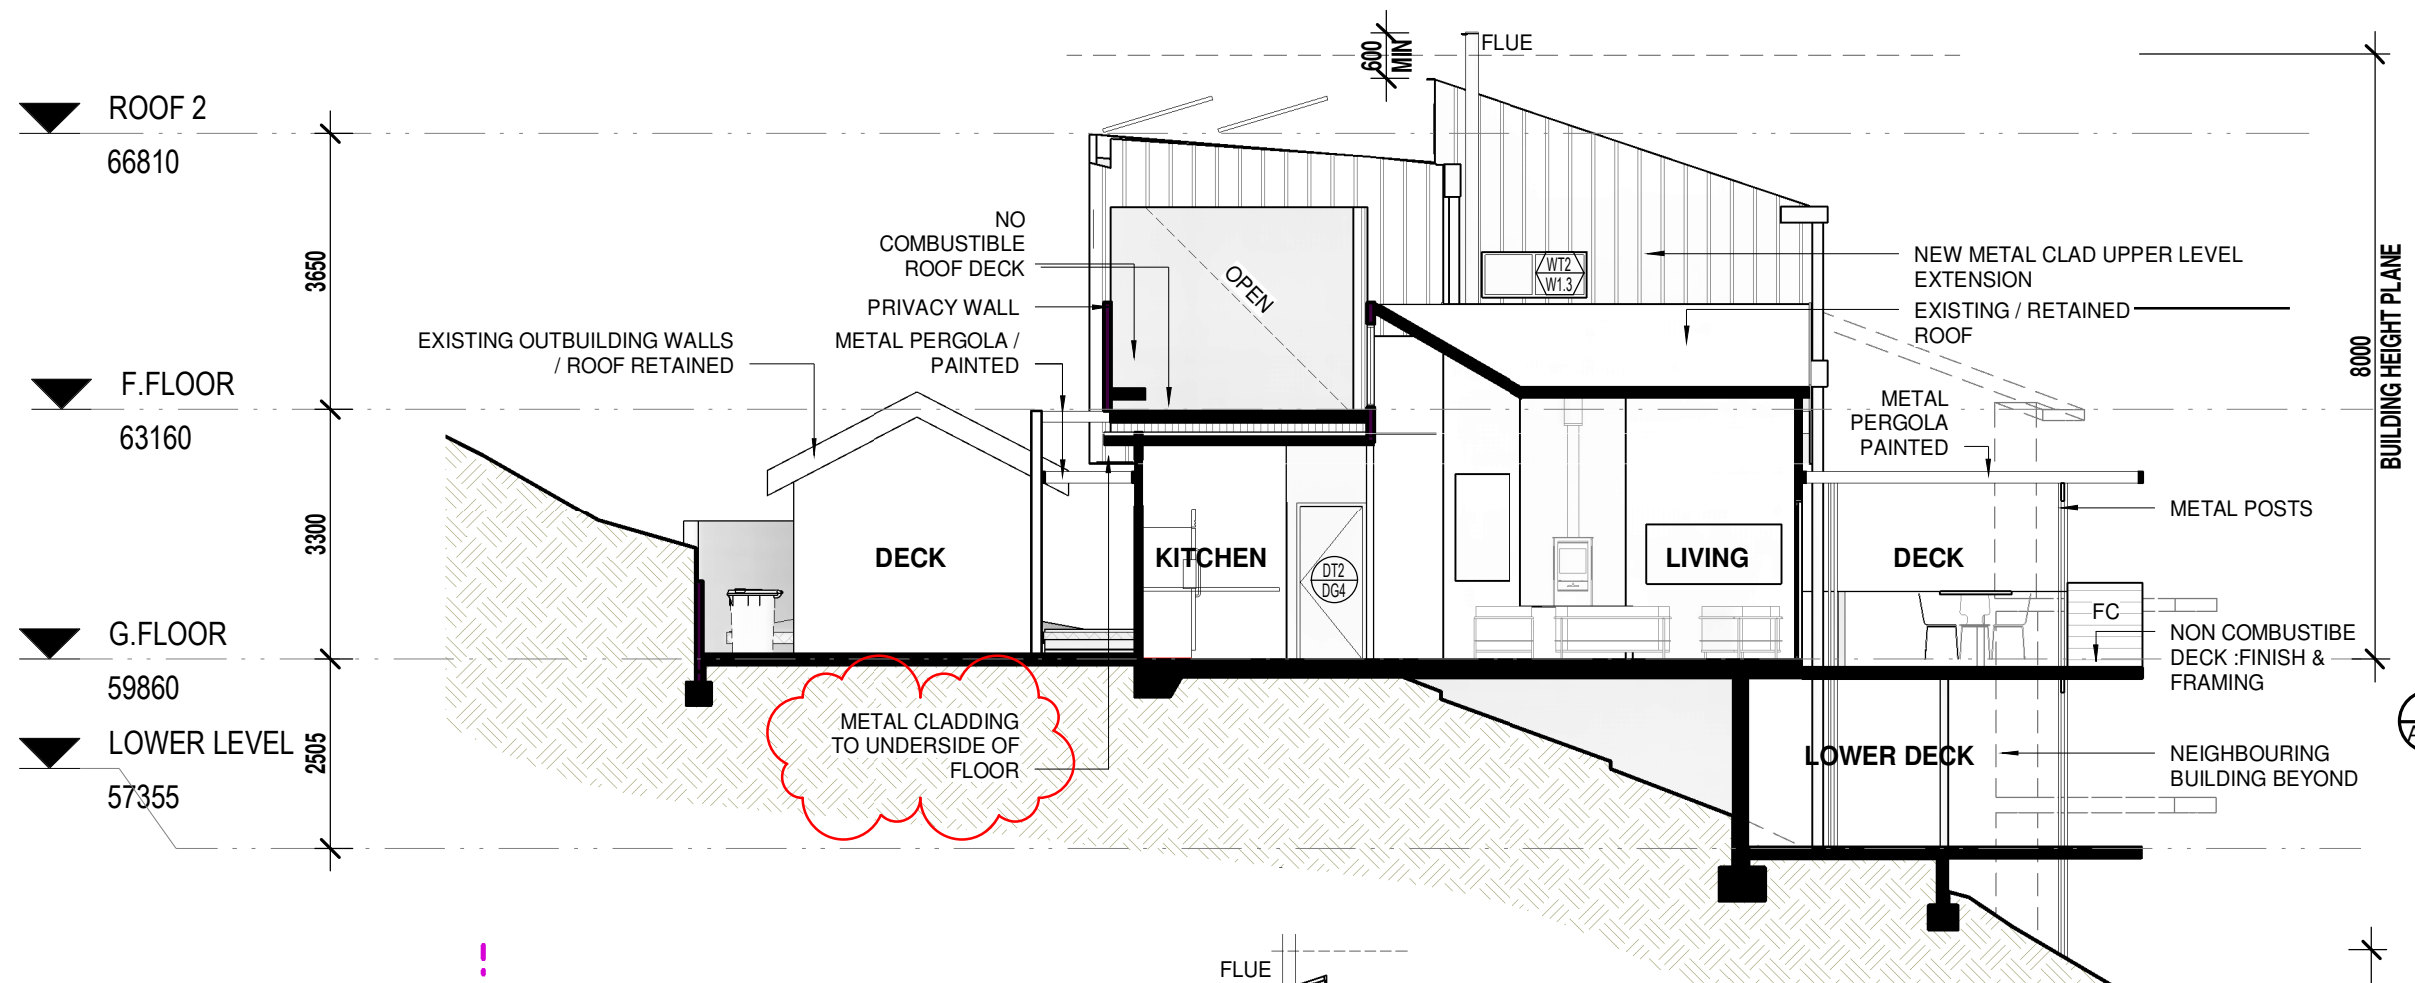 FLUE
600
MIN
ROOF 2
66810
3650
F.FLOOR
63160
3300
G.FLOOR
59860
LOWER LEVEL
57355
2505
NO
COMBUSTIBLE
ROOF DECK
PRIVACY WALL
METAL PERGOLA /
PAINTED
EXISTING OUTBUILDING WALLS
/ ROOF RETAINED
OPEN
WT2
W1.3
NEW METAL CLAD UPPER LEVEL
EXTENSION
EXISTING / RETAINED
ROOF
METAL
PERGOLA
PAINTED
METAL POSTS
8000
BUILDING HEIGHT PLANE
DECK
KITCHEN
DT2
DG4
LIVING
DECK
FC
NON COMBUSTIBE
DECK :FINISH &
FRAMING
METAL CLADDING
TO UNDERSIDE OF
FLOOR
LOWER DECK
NEIGHBOURING
BUILDING BEYOND
!
FLUE